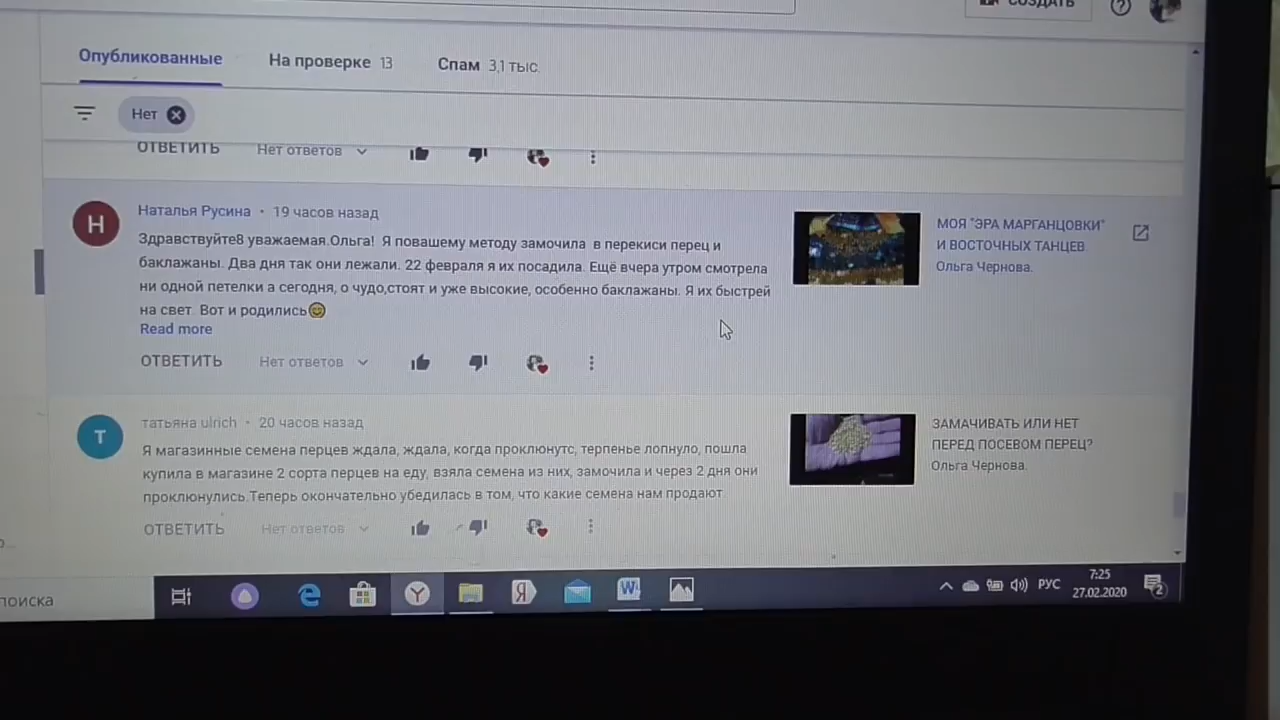 СОЗДАТЬ
Опубликованные На проверке 13 Спам 3,1 тыс.
Нет
ОТВЕТИТЬ Нет ответов
Н
Наталья Русина • 19 часов назад
Здравствуйте8 уважаемая.Ольга! Я повашему методу замочила в перекиси перец и
баклажаны. Два дня так они лежали. 22 февраля я их посадила. Ещё вчера утром смотрела
ни одной петелки а сегодня, о чудо,стоят и уже высокие, особенно баклажаны. Я их быстрей
на свет. Вот и родились
Read more
ОТВЕТИТЬ Нет ответов
МОЯ "ЭРА МАРГАНЦОВКИ"
И ВОСТОЧНЫХ ТАНЦЕВ.
Ольга Чернова.
Т
татьяна ulrich • 20 часов назад
Я магазинные семена перцев ждала, ждала, когда проклюнутс, терпенье лопнуло, пошла
купила в магазине 2 сорта перцев на еду, взяла семена из них, замочила и через 2 дня они
проклюнулись.Теперь окончательно убедилась в том, что какие семена нам продают.
ОТВЕТИТЬ Нет ответов
ЗАМАЧИВАТЬ ИЛИ НЕТ
ПЕРЕД ПОСЕВОМ ПЕРЕЦ?
Ольга Чернова.
поиска
Я
W
РУС
7:25
27.02.2020
2